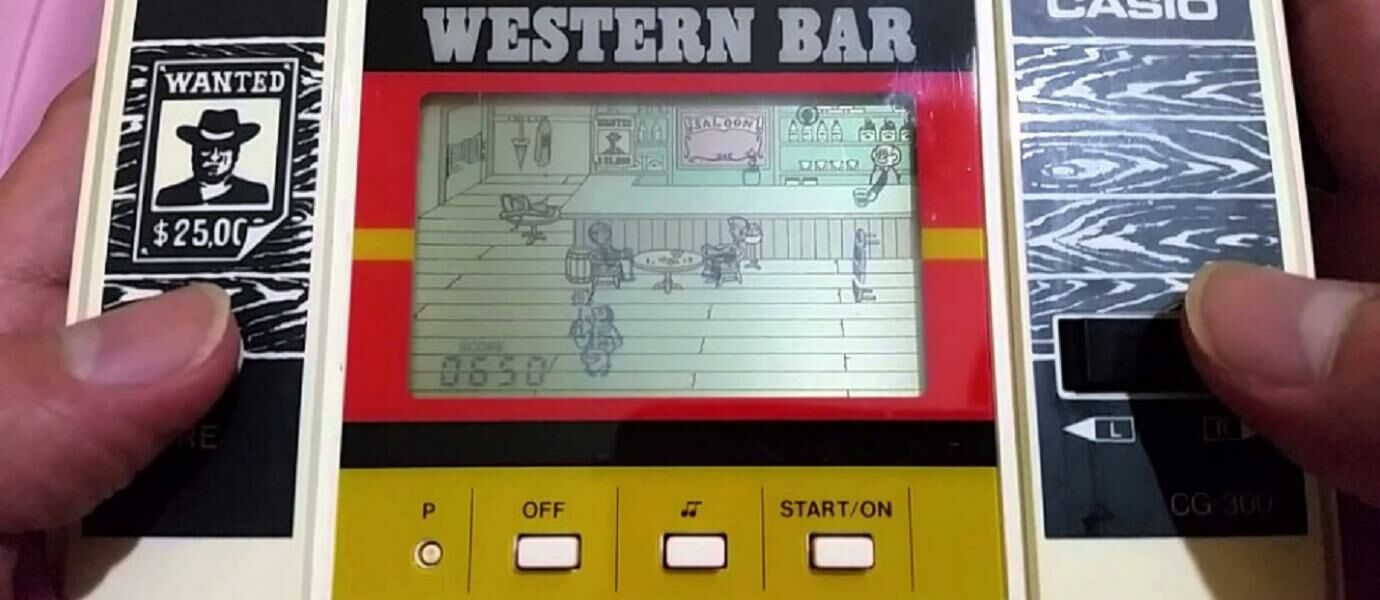 WESTERN BAR
CASIO
WANTED
$25,00
WANTED
SALOON
SCORE
0650
L
R
CG-300
P
OFF
START/ON